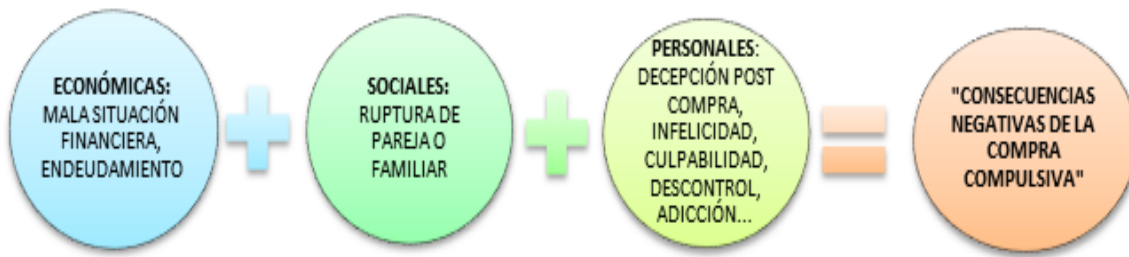 ECONÓMICAS:
MALA SITUACIÓN
FINANCIERA,
ENDEUDAMIENTO
SOCIALES:
RUPTURA DE
PAREJA O
FAMILIAR
PERSONALES:
DECEPCIÓN POST
COMPRA,
INFELICIDAD,
CULPABILIDAD,
DESCONTROL,
ADICCIÓN...
"CONSECUENCIAS
NEGATIVAS DE LA
COMPRA
COMPULSIVA"